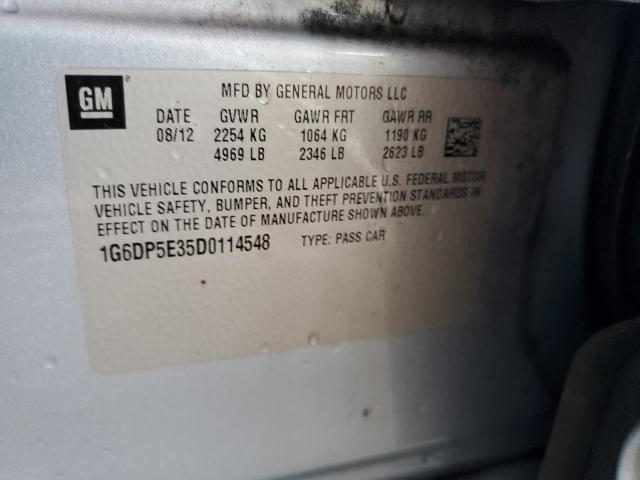 GM
MFD BY GENERAL MOTORS LLC
DATE GVWR GAWR FRT GAWR RR
08/12 2254 KG 1064 KG 1190 KG
4969 LB 2346 LB 2623 LB
THIS VEHICLE CONFORMS TO ALL APPLICABLE U.S. FEDERAL MOTOR
VEHICLE SAFETY, BUMPER, AND THEFT PREVENTION STANDARDS IN
EFFECT ON THE DATE OF MANUFACTURE SHOWN ABOVE.
1G6DP5E35D0114548 TYPE: PASS CAR